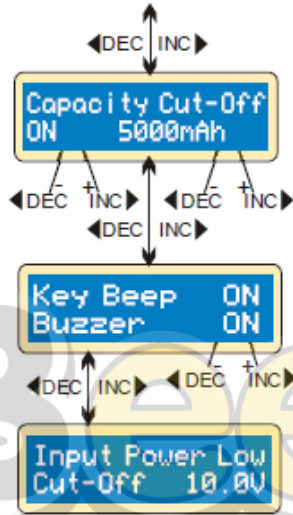 ◀DEC INC▶
Capacity Cut-Off
ON 5000mAh
- + - +
◀DEC INC▶ ◀DEC INC▶
◀DEC INC▶
Key Beep ON
Buzzer ON
- +
◀DEC INC▶ ◀DEC INC▶
Input Power Low
Cut-Off 10.0V